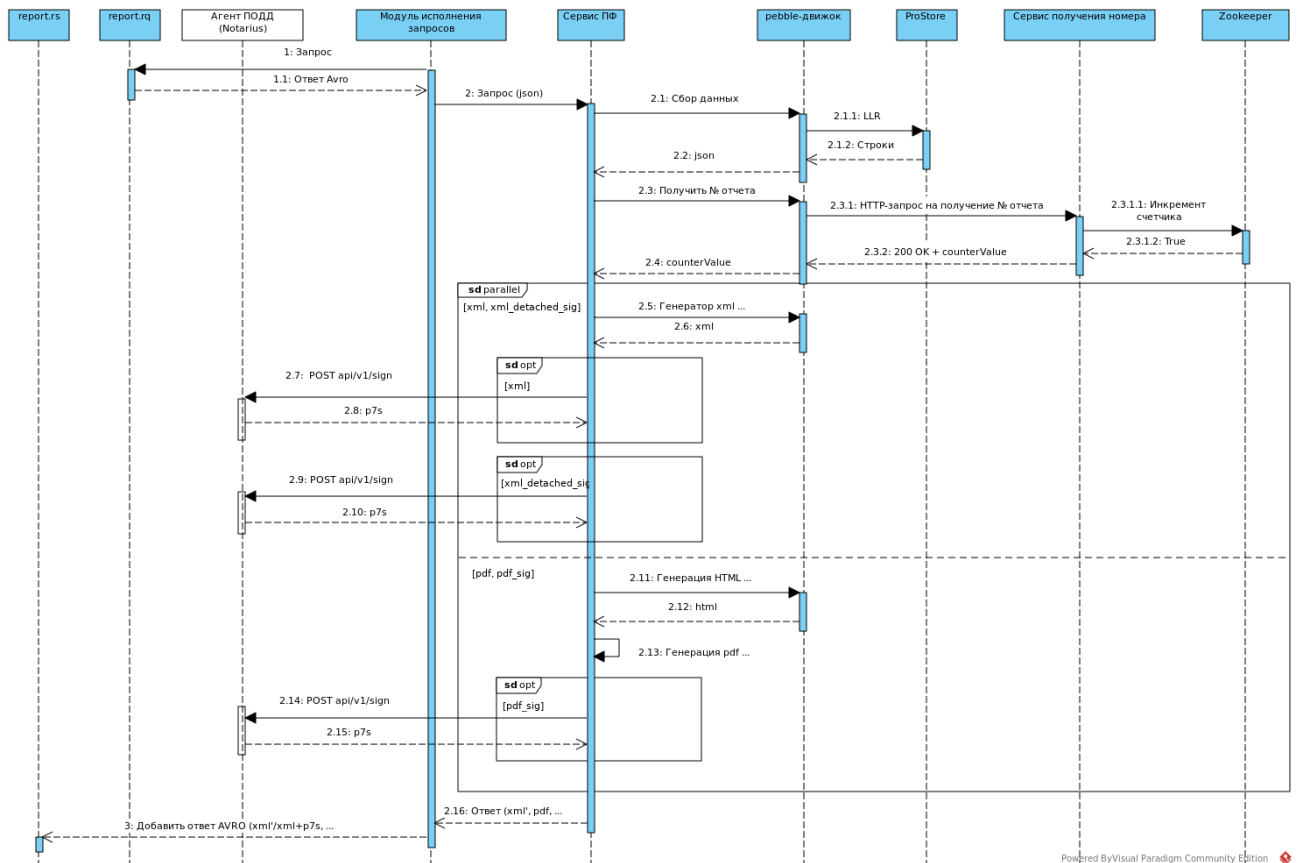 report.rs
report.rq
Агент ПОДД
(Notarius)
Модуль исполнения
запросов
Сервис ПФ
pebble-движок
ProStore
Сервис получения номера
Zookeeper
1: Запрос
1.1: Ответ Avro
2: Запрос (json)
2.1: Сбор данных
2.1.1: LLR
2.1.2: Строки
2.2: json
2.3: Получить № отчета
2.3.1: HTTP-запрос на получение № отчета
2.3.1.1: Инкремент
счетчика
2.3.1.2: True
2.3.2: 200 OK + counterValue
2.4: counterValue
sd parallel
[xml, xml_detached_sig]
2.5: Генератор xml ...
2.6: xml
sd opt
[xml]
2.7:  POST api/v1/sign
2.8: p7s
sd opt
[xml_detached_sig
2.9: POST api/v1/sign
2.10: p7s
[pdf, pdf_sig]
2.11: Генерация HTML ...
2.12: html
2.13: Генерация pdf ...
sd opt
[pdf_sig]
2.14: POST api/v1/sign
2.15: p7s
2.16: Ответ (xml', pdf, ...
3: Добавить ответ AVRO (xml'/xml+p7s, ...
Powered ByVisual Paradigm Community Edition